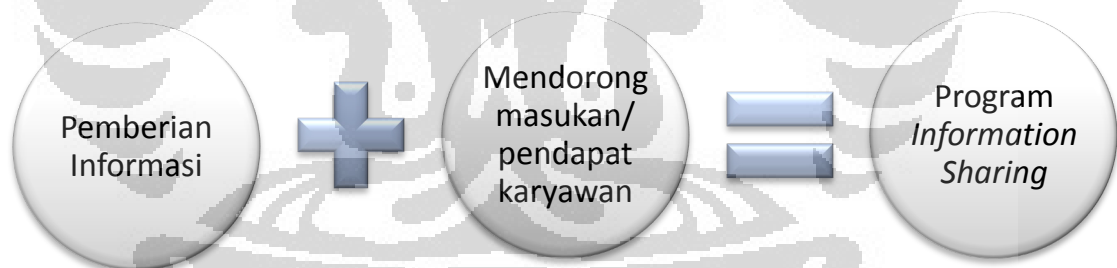 Pemberian
Informasi
Mendorong
masukan/
pendapat
karyawan
Program
Information
Sharing